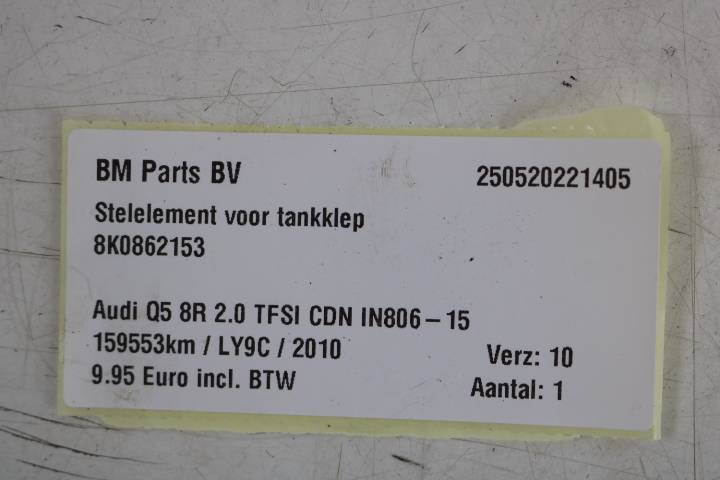 BM Parts BV 250520221405
Stelelement voor tankklep
8K0862153
Audi Q5 8R 2.0 TFSI CDN IN806-15
159553km / LY9C / 2010 Verz: 10
9.95 Euro incl. BTW Aantal: 1